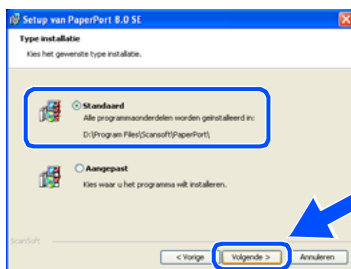 Setup van PaperPort 8.0 SE
Type installatie
Kies het gewenste type installatie.
Standaard
Alle programmaonderdelen worden geïnstalleerd in:
D:\Program Files\Scansoft\PaperPort\
Aangepast
Kies waar u het programma wilt installeren.
ScanSoft
< Vorige
Volgende >
Annuleren